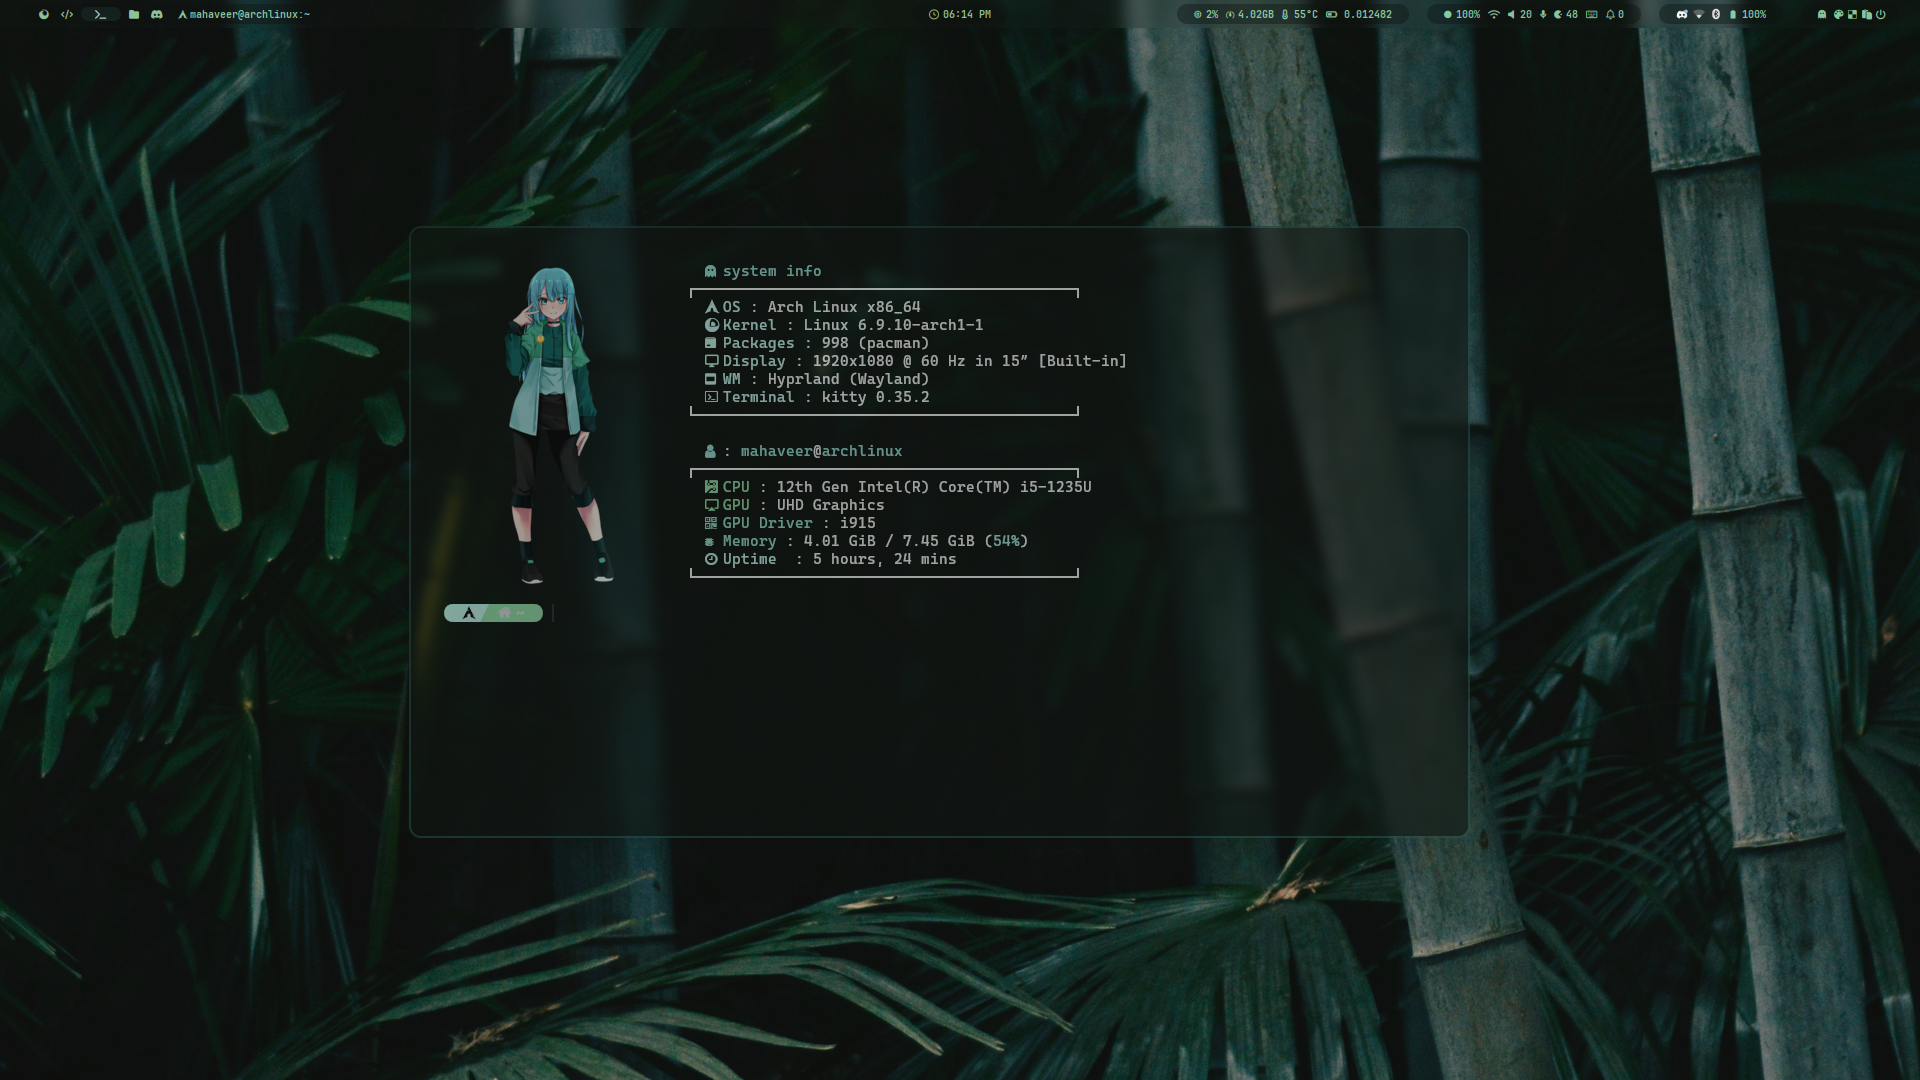 mahaveer@archlinux:~
06:14 PM
2% 4.02GB 55°C 0.012482
100% 20 48 0
100%
system info
OS : Arch Linux x86_64
Kernel : Linux 6.9.10-arch1-1
Packages : 998 (pacman)
Display : 1920x1080 @ 60 Hz in 15” [Built-in]
WM : Hyprland (Wayland)
Terminal : kitty 0.35.2
: mahaveer@archlinux
CPU : 12th Gen Intel(R) Core(TM) i5-1235U
GPU : UHD Graphics
GPU Driver : i915
Memory : 4.01 GiB / 7.45 GiB (54%)
Uptime : 5 hours, 24 mins
~